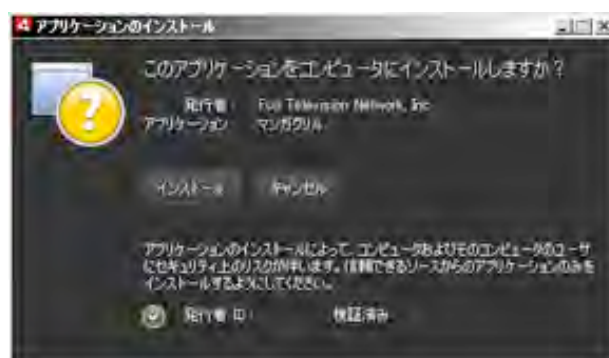 アプリケーションのインストール
このアプリケーションをコンピュータにインストールしますか？
発行者： Fuji Television Network, Inc
アプリケーション マンガグリル
インストール キャンセル
アプリケーションのインストールによって、コンピュータおよびそのコンピュータのユーザ
にセキュリティ上のリスクが伴います。信頼できるソースからのアプリケーションのみを
インストールするようにしてください。
発行者 ID： 検証済み